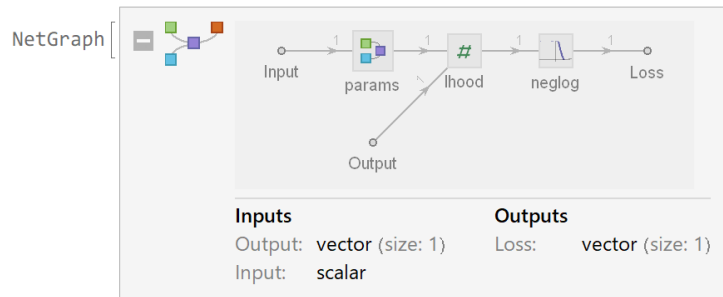 NetGraph[
1 1 1 1
Input params lhood neglog Loss
#
1
Output
Inputs Outputs
Output: vector (size: 1) Loss: vector (size: 1)
Input: scalar